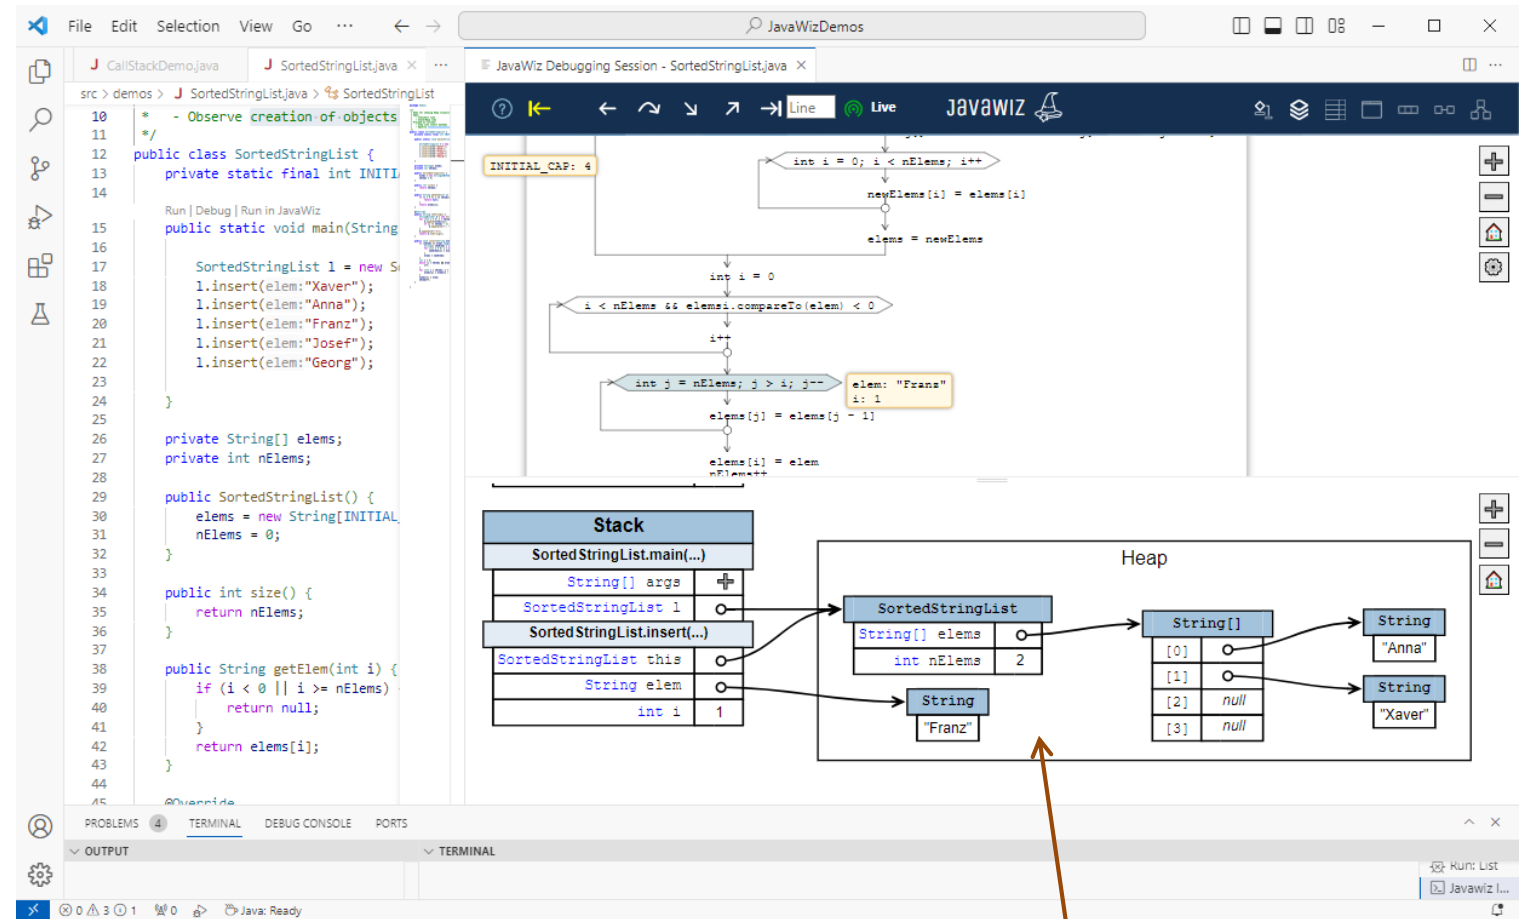 File Edit Selection View Go ··· JavaWizDemos
J CallStackDemo.java J SortedStringList.java × ···
src > demos > J SortedStringList.java > SortedStringList
10 * - Observe creation·of·objects
11 */
12 public class SortedStringList {
13 private static final int INITI
14
Run | Debug | Run in JavaWiz
15 public static void main(String
16
17 SortedStringList l = new S
18 l.insert(elem:"Xaver");
19 l.insert(elem:"Anna");
20 l.insert(elem:"Franz");
21 l.insert(elem:"Josef");
22 l.insert(elem:"Georg");
23
24 }
25
26 private String[] elems;
27 private int nElems;
28
29 public SortedStringList() {
30 elems = new String[INITIAL_
31 nElems = 0;
32 }
33
34 public int size() {
35 return nElems;
36 }
37
38 public String getElem(int i) {
39 if (i < 0 || i >= nElems)
40 return null;
41 }
42 return elems[i];
43 }
44
45 @Override
JavaWiz Debugging Session - SortedStringList.java ×
? Line Live JAVAWIZ
INITIAL_CAP: 4
int i = 0; i < nElems; i++
newElems[i] = elems[i]
elems = newElems
int i = 0
i < nElems && elemsi.compareTo(elem) < 0
i++
int j = nElems; j > i; j--
elem: "Franz"
i: 1
elems[j] = elems[j - 1]
elems[i] = elem
nElems++
Stack
SortedStringList.main(...)
String[] args
SortedStringList l
SortedStringList.insert(...)
SortedStringList this
String elem
int i 1
Heap
SortedStringList
String[] elems
int nElems 2
String
"Franz"
String[]
[0]
[1]
[2] null
[3] null
String
"Anna"
String
"Xaver"
PROBLEMS 4 TERMINAL DEBUG CONSOLE PORTS
OUTPUT
TERMINAL
Run: List
Javawiz I...
0 3 1 0 Java: Ready